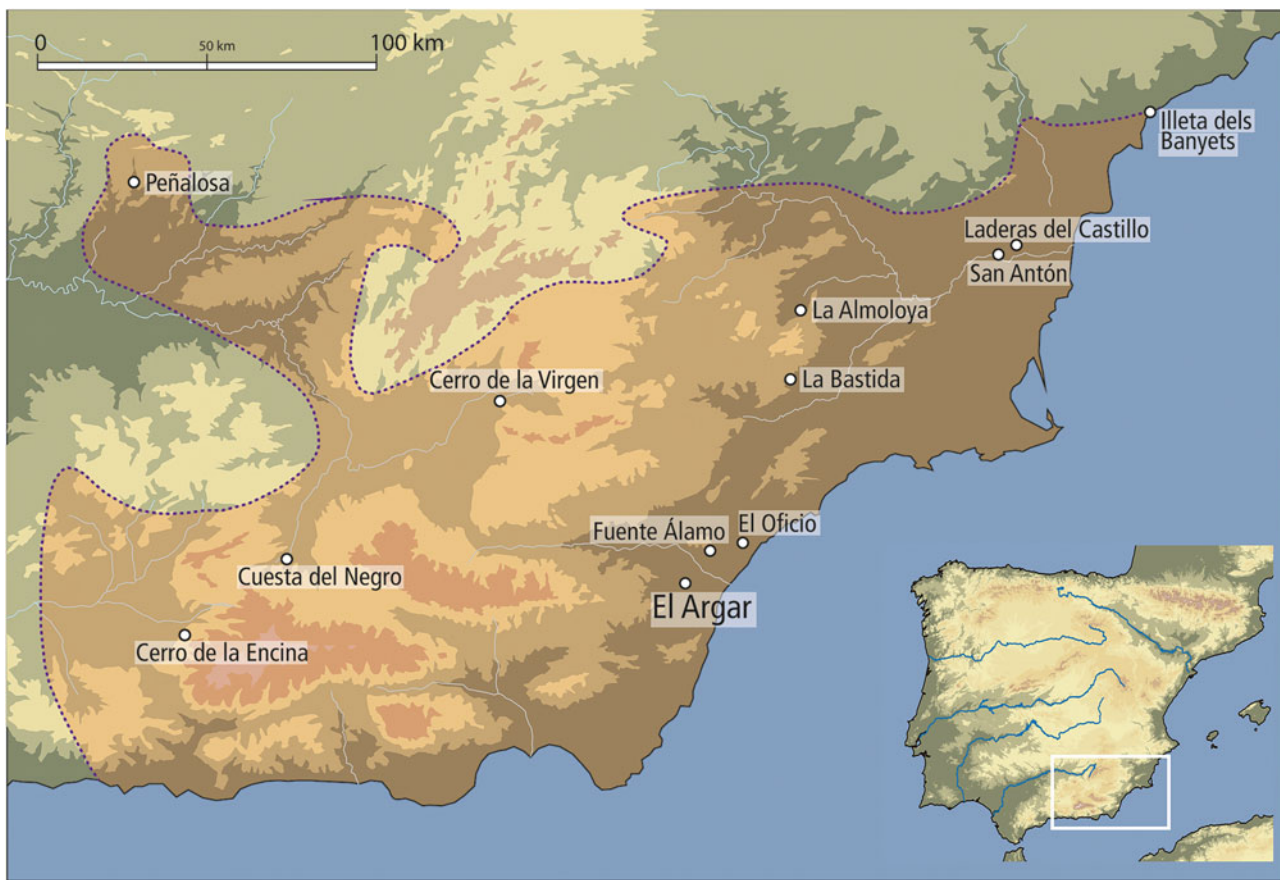 0
50 km
100 km
Illeta dels
Banyets
Peñalosa
Laderas del Castillo
San Antón
La Almoloya
Cerro de la Virgen
La Bastida
Fuente Álamo
El Oficio
Cuesta del Negro
El Argar
Cerro de la Encina